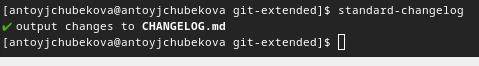 [antoyjchubekova@antoyjchubekova git-extended]$ standard-changelog
✔ output changes to CHANGELOG.md
[antoyjchubekova@antoyjchubekova git-extended]$